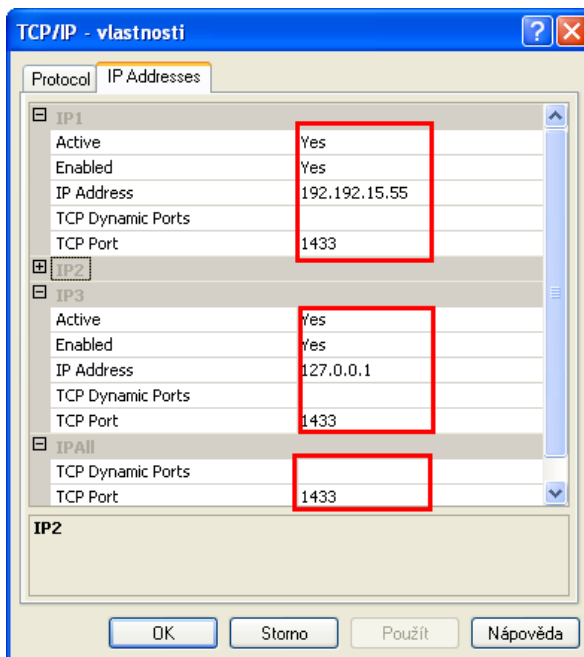 TCP/IP - vlastnosti
Protocol IP Addresses
IP1
Active Yes
Enabled Yes
IP Address 192.192.15.55
TCP Dynamic Ports
TCP Port 1433
IP2
IP3
Active Yes
Enabled Yes
IP Address 127.0.0.1
TCP Dynamic Ports
TCP Port 1433
IPAll
TCP Dynamic Ports
TCP Port 1433
IP2
OK Storno Použít Nápověda